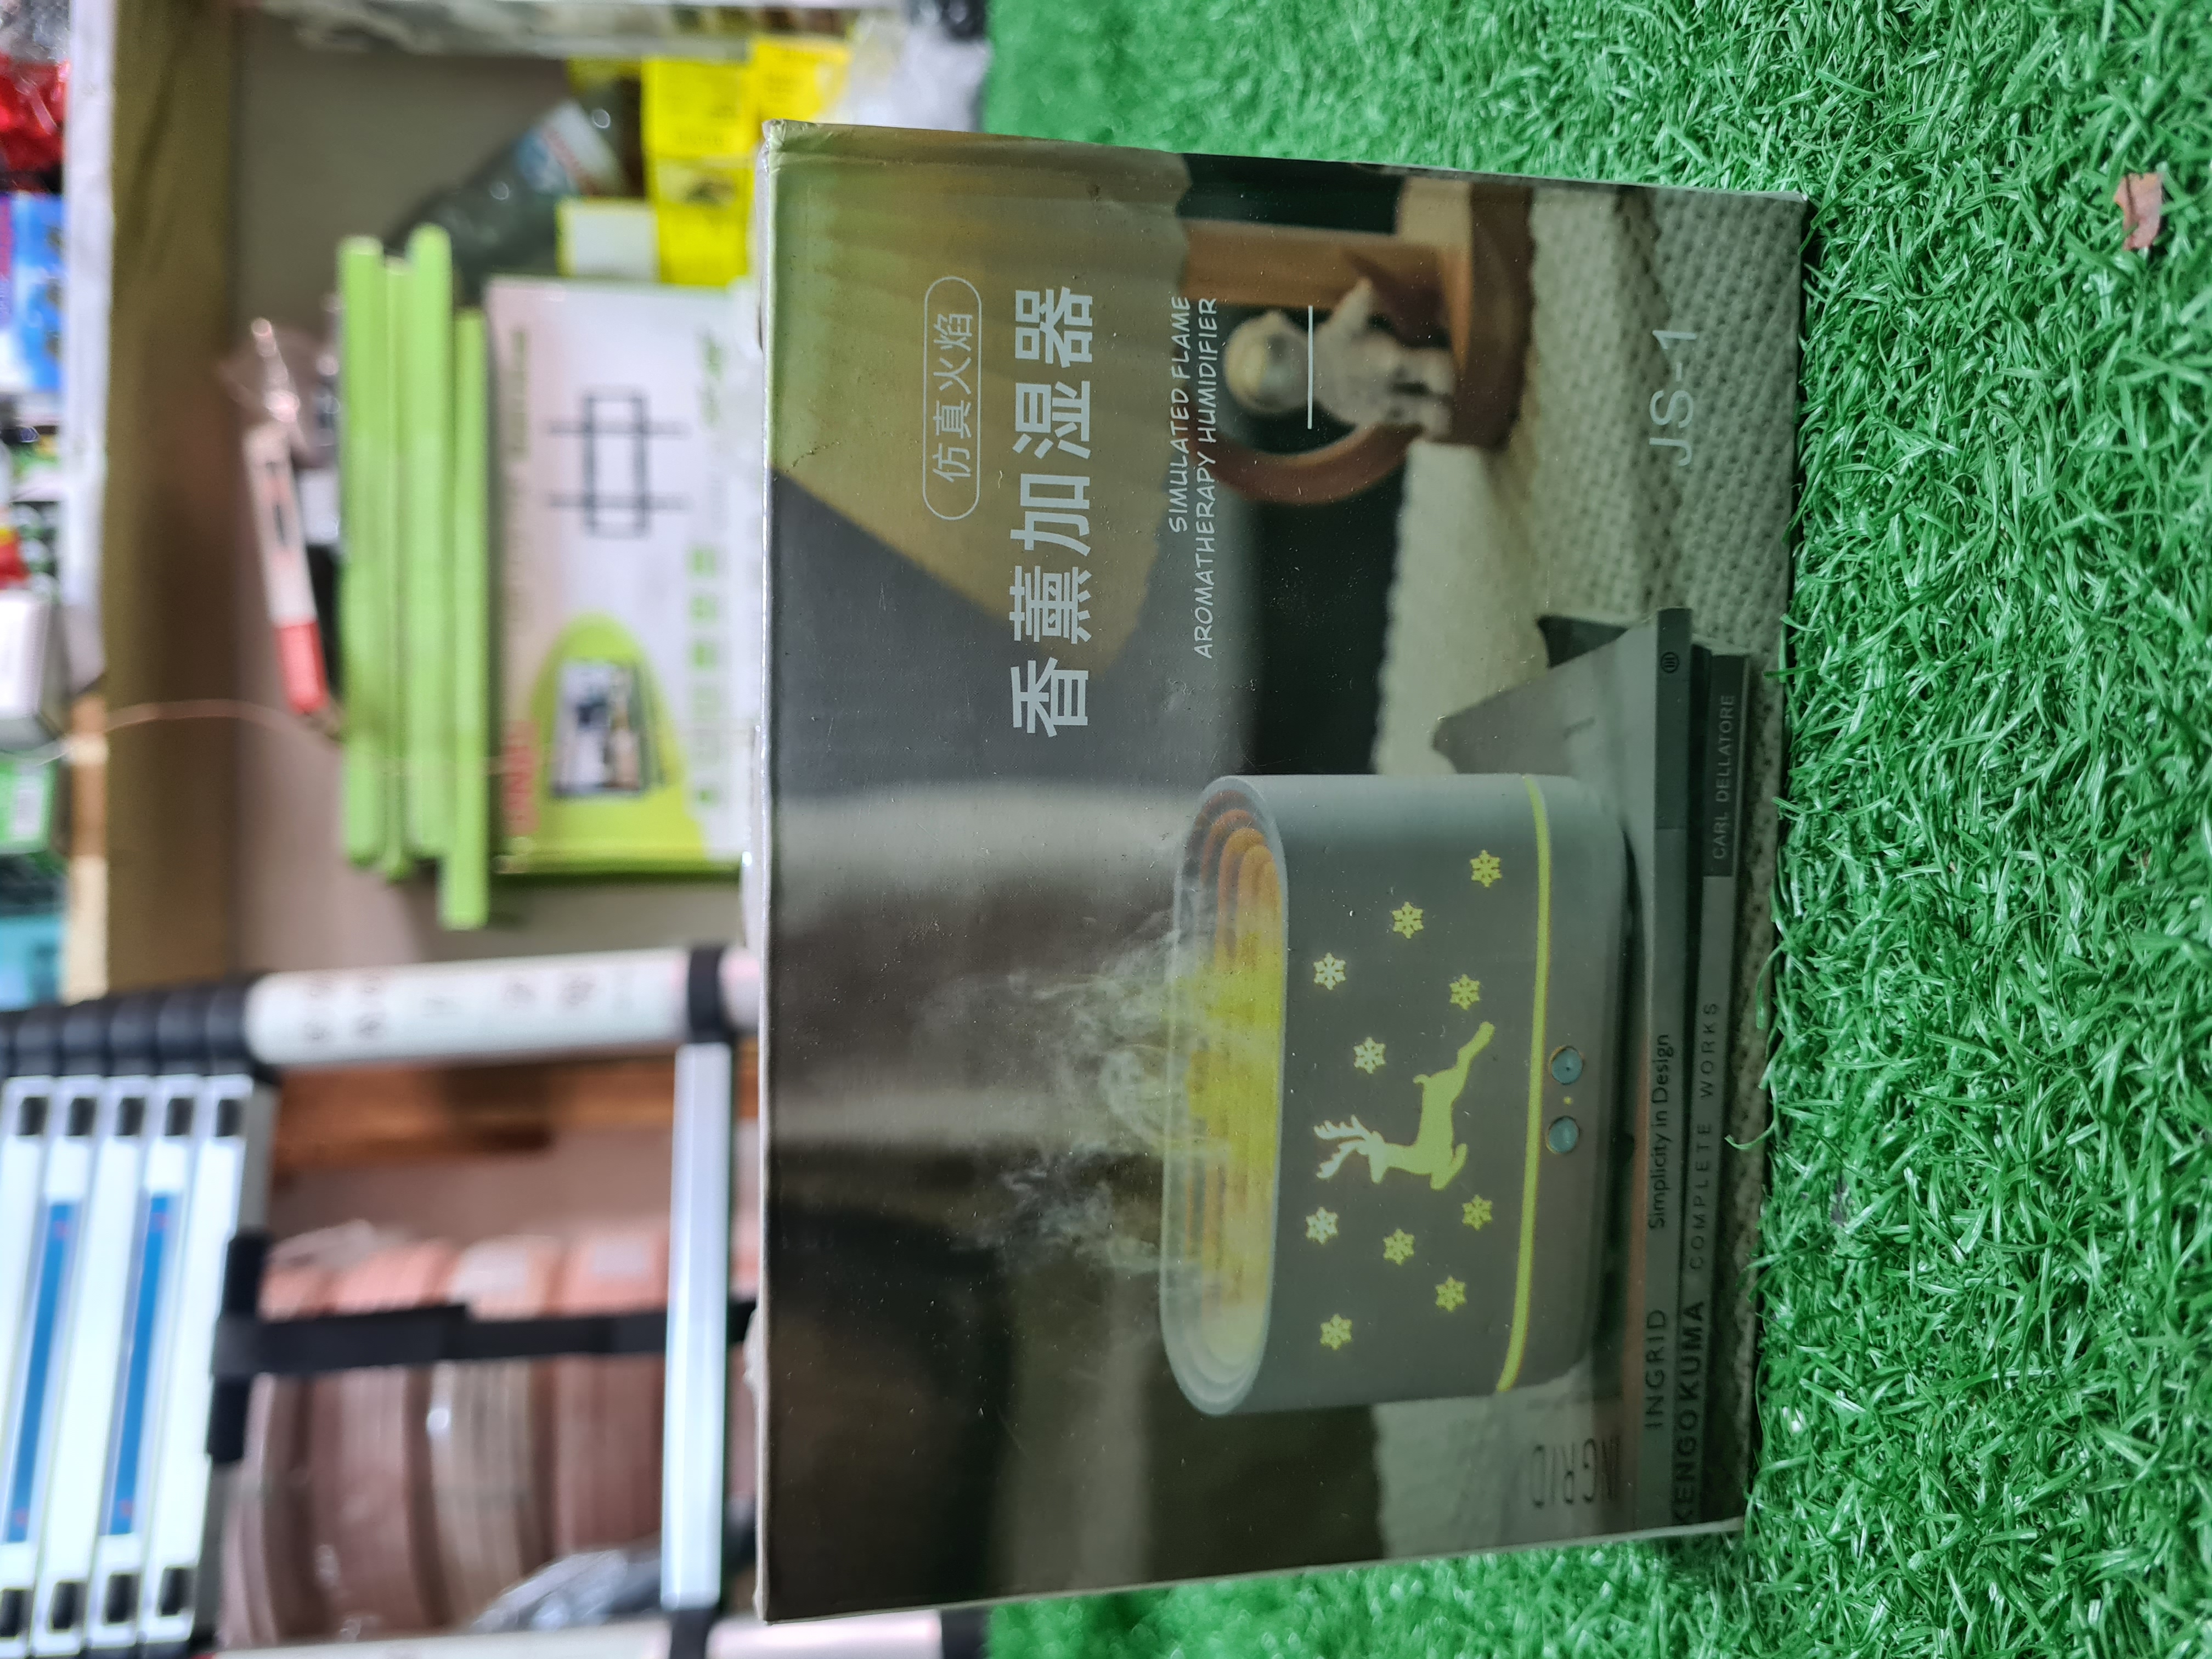 仿真火焰
香薰加湿器
SIMULATED FLAME
AROMATHERAPY HUMIDIFIER
INGRID
INGRID Simplicity in Design
KENGO KUMA COMPLETE WORKS CARL DELLATORE
JS-1